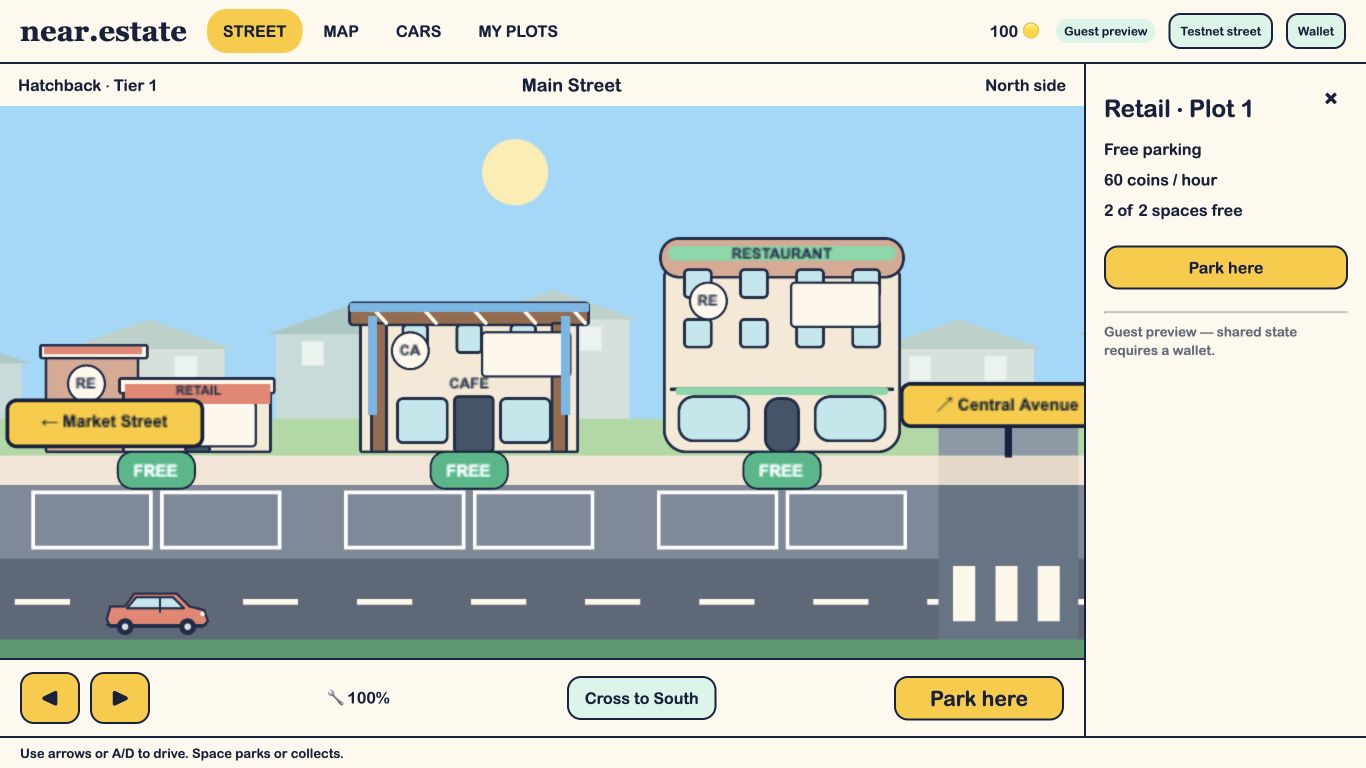 near.estate
STREET
MAP
CARS
MY PLOTS
100
Guest preview
Testnet street
Wallet
Hatchback · Tier 1
Main Street
North side
RESTAURANT
RE
CA
CAFÉ
RE
RETAIL
← Market Street
↗ Central Avenue
FREE
FREE
FREE
100%
Cross to South
Park here
Use arrows or A/D to drive. Space parks or collects.
Retail · Plot 1
Free parking
60 coins / hour
2 of 2 spaces free
Park here
Guest preview — shared state
requires a wallet.